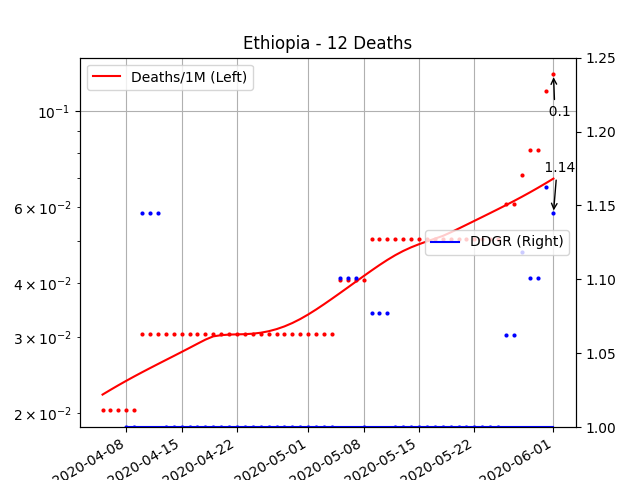 Ethiopia - 12 Deaths
Deaths/1M (Left)
DDGR (Right)
0.1
1.14
10⁻¹
6 × 10⁻²
4 × 10⁻²
3 × 10⁻²
2 × 10⁻²
1.25
1.20
1.15
1.10
1.05
1.00
2020-04-08
2020-04-15
2020-04-22
2020-05-01
2020-05-08
2020-05-15
2020-05-22
2020-06-01